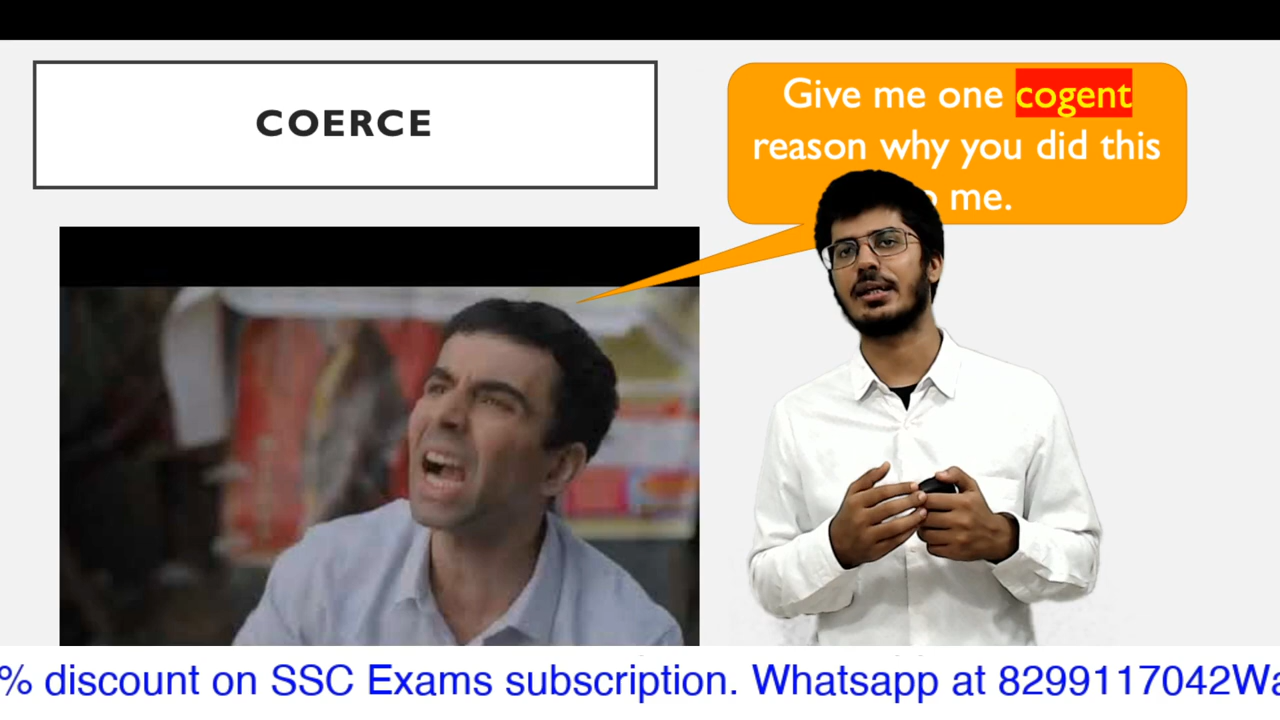 COERCE
Give me one cogent
reason why you did this
me.
% discount on SSC Exams subscription. Whatsapp at 8299117042Wa